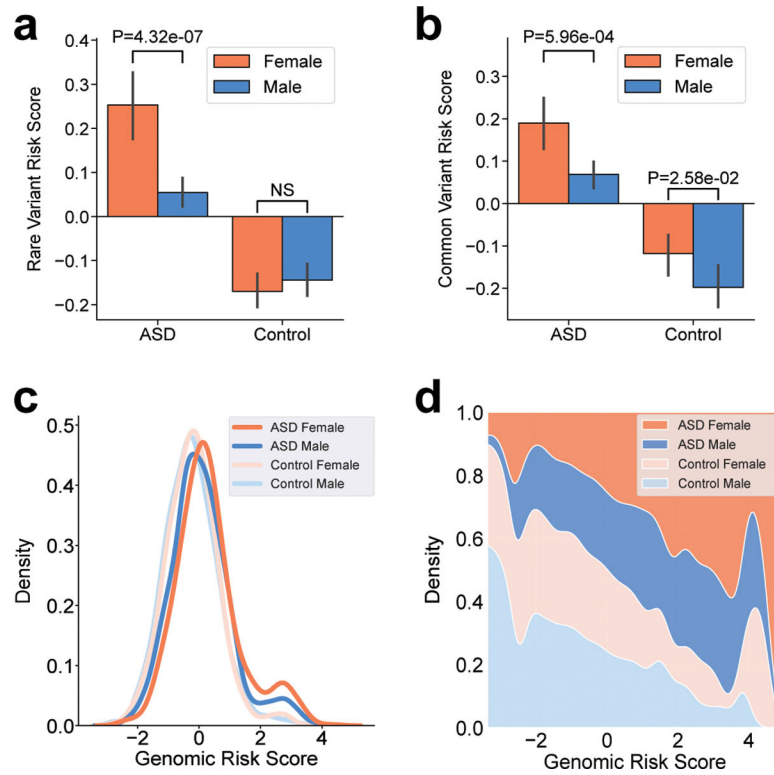 a
P=4.32e-07
Female
Male
NS
Rare Variant Risk Score
0.4
0.3
0.2
0.1
0.0
−0.1
−0.2
ASD
Control
b
P=5.96e-04
Female
Male
P=2.58e-02
Common Variant Risk Score
0.3
0.2
0.1
0.0
−0.1
−0.2
ASD
Control
c
ASD Female
ASD Male
Control Female
Control Male
Density
0.5
0.4
0.3
0.2
0.1
0.0
−2
0
2
4
Genomic Risk Score
d
ASD Female
ASD Male
Control Female
Control Male
Density
1.0
0.8
0.6
0.4
0.2
0.0
−2
0
2
4
Genomic Risk Score